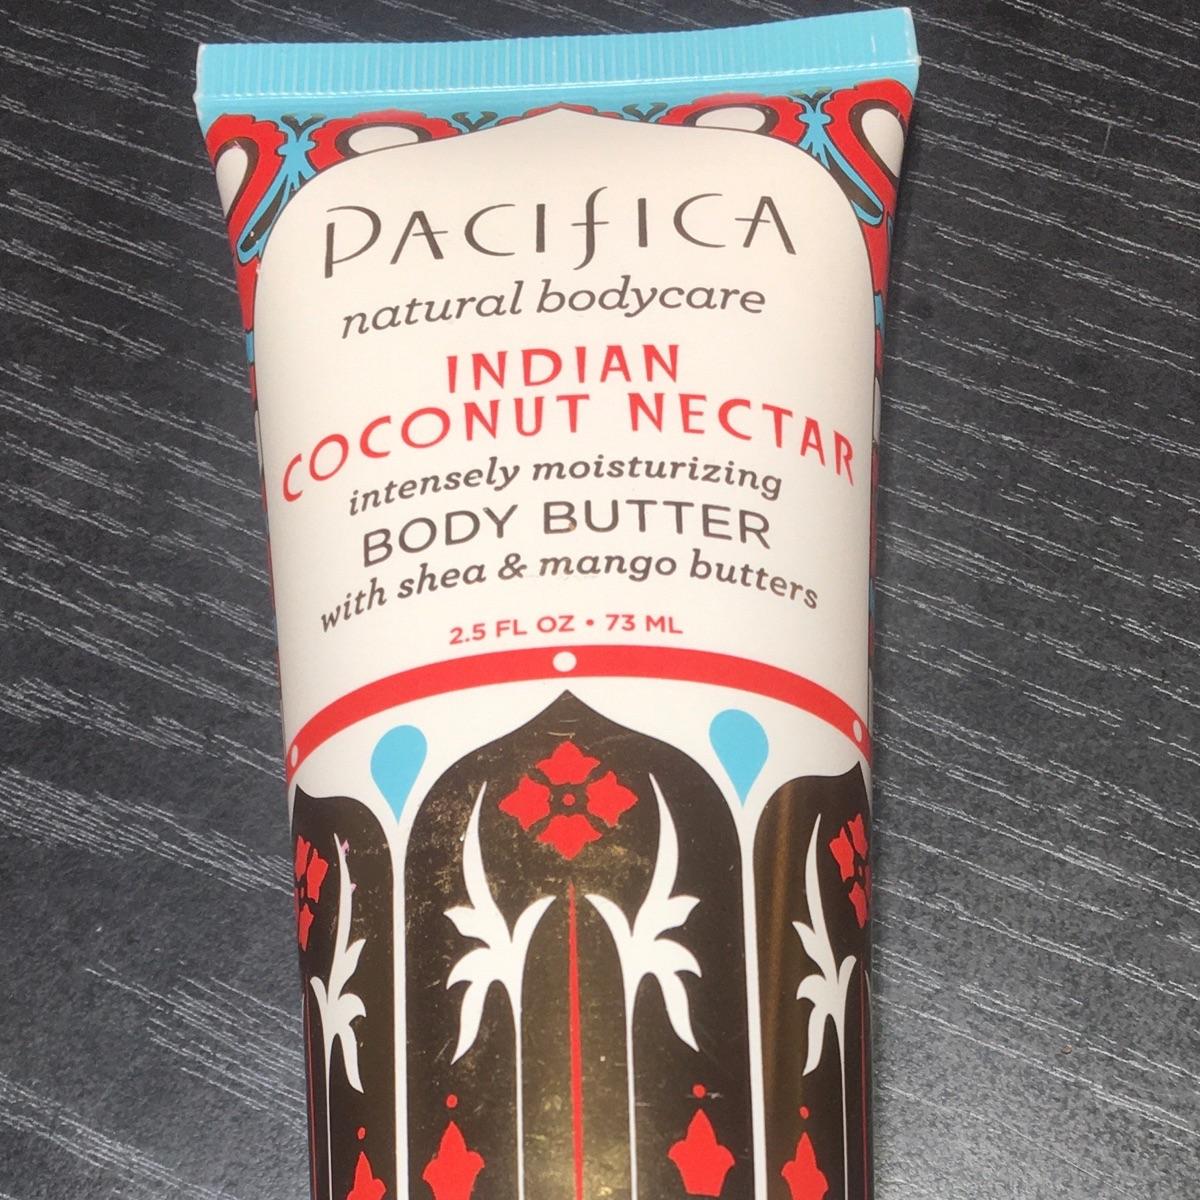 PACIFICA
natural bodycare
INDIAN
COCONUT NECTAR
intensely moisturizing
BODY BUTTER
with shea & mango butters
2.5 FL OZ • 73 ML